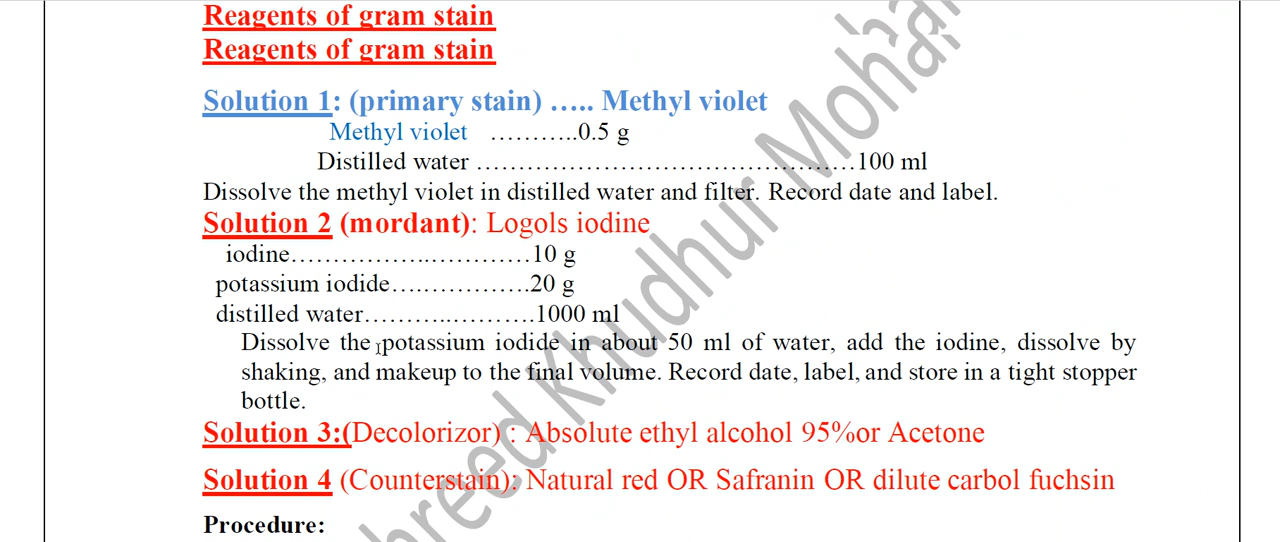 Reagents of gram stain
Reagents of gram stain
Solution 1: (primary stain) ….. Methyl violet
Methyl violet ………..0.5 g
Distilled water …………………………………………100 ml
Dissolve the methyl violet in distilled water and filter. Record date and label.
Solution 2 (mordant): Logols iodine
iodine……………..…………10 g
potassium iodide…..………….20 g
distilled water………..……….1000 ml
Dissolve the potassium iodide in about 50 ml of water, add the iodine, dissolve by
shaking, and makeup to the final volume. Record date, label, and store in a tight stopper
bottle.
Solution 3:(Decolorizor) : Absolute ethyl alcohol 95%or Acetone
Solution 4 (Counterstain): Natural red OR Safranin OR dilute carbol fuchsin
Procedure:
Khudhur